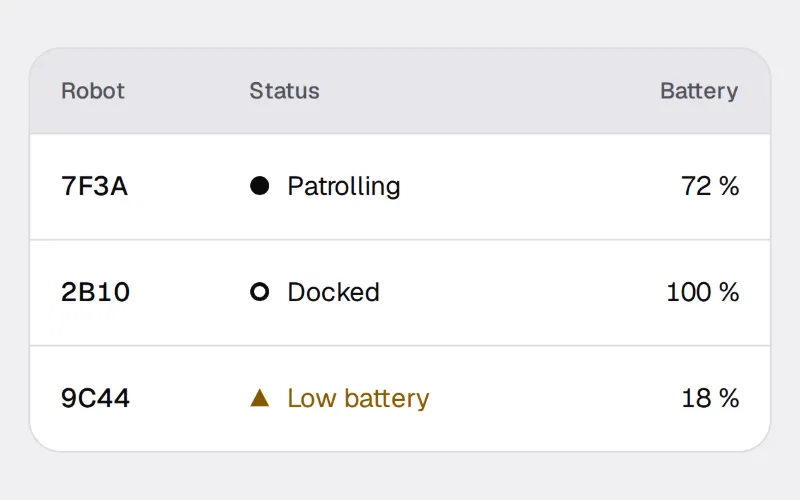 Robot Status Battery
7F3A Patrolling 72 %
2B10 Docked 100 %
9C44 Low battery 18 %